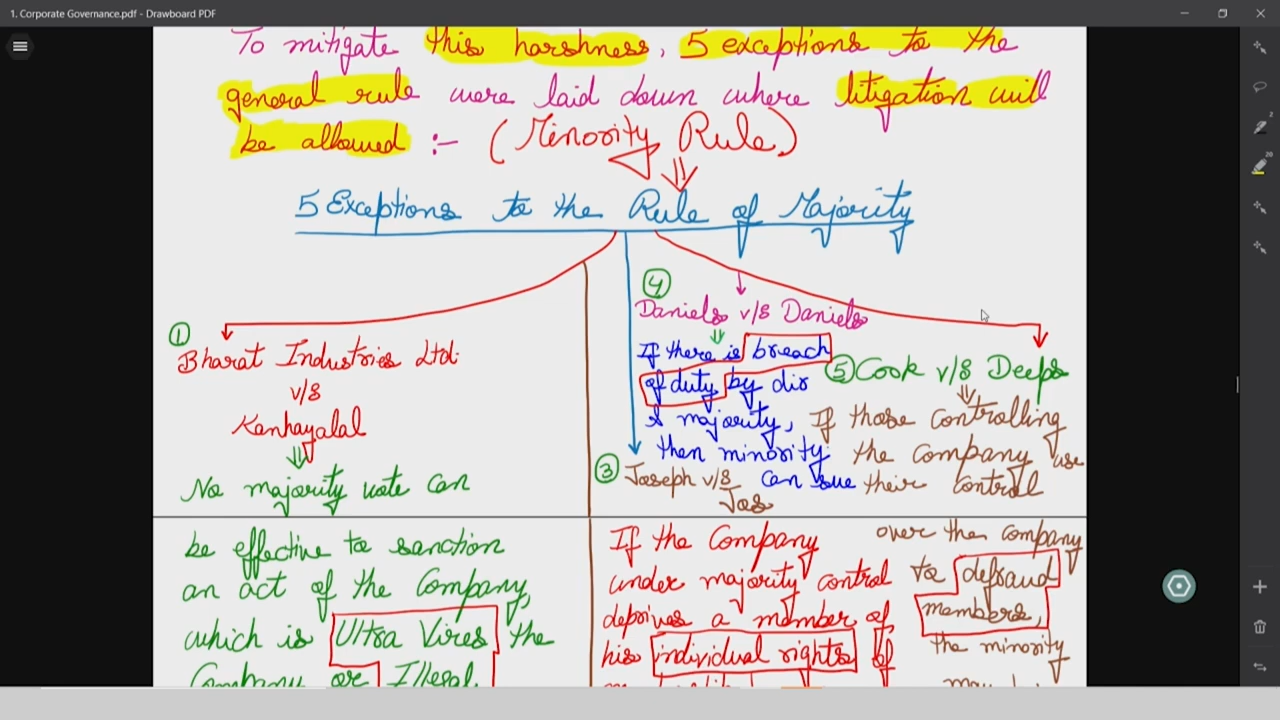 1. Corporate Governance.pdf - Drawboard PDF
To mitigate this harshness, 5 exceptions to the
general rule were laid down where litigation will
be allowed :- (Minority Rule)
5 Exceptions to the Rule of Majority
①
Bharat Industries Ltd.
v/s
Kanhayalal
No majority vote can
be effective to sanction
an act of the Company,
which is Ultra Vires the
Company or Illegal.
④
Daniels v/s Daniels
If there is breach
of duty by dir
& majority,
then minority
can sue
③ Joseph v/s
Jos
If the Company
under majority control
deprives a member of
his individual rights of
⑤ Cook v/s Deeps
If those controlling
the Company use
their control
over the company
to defraud
members,
the minority
may